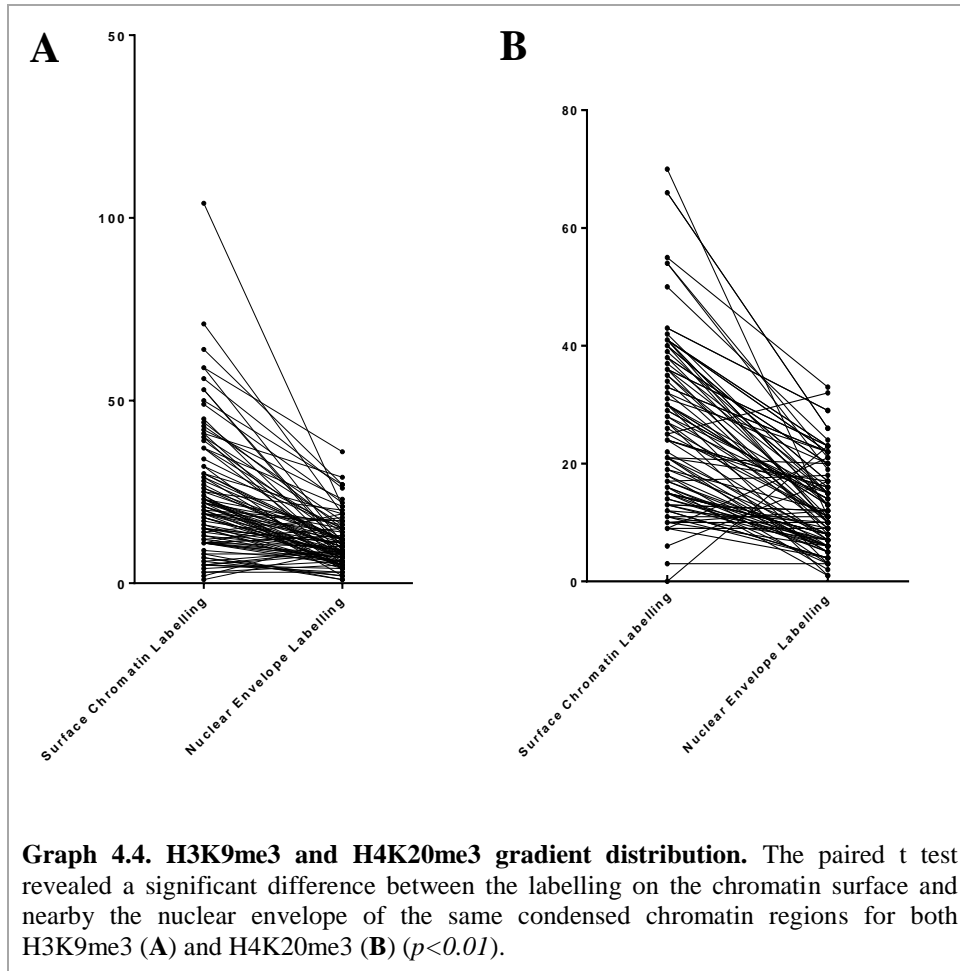 A
B
50
100
50
0
80
60
40
20
0
Surface Chromatin Labelling
Nuclear Envelope Labelling
Surface Chromatin Labelling
Nuclear Envelope Labelling
Graph 4.4. H3K9me3 and H4K20me3 gradient distribution. The paired t test
revealed a significant difference between the labelling on the chromatin surface and
nearby the nuclear envelope of the same condensed chromatin regions for both
H3K9me3 (A) and H4K20me3 (B) (p<0.01).